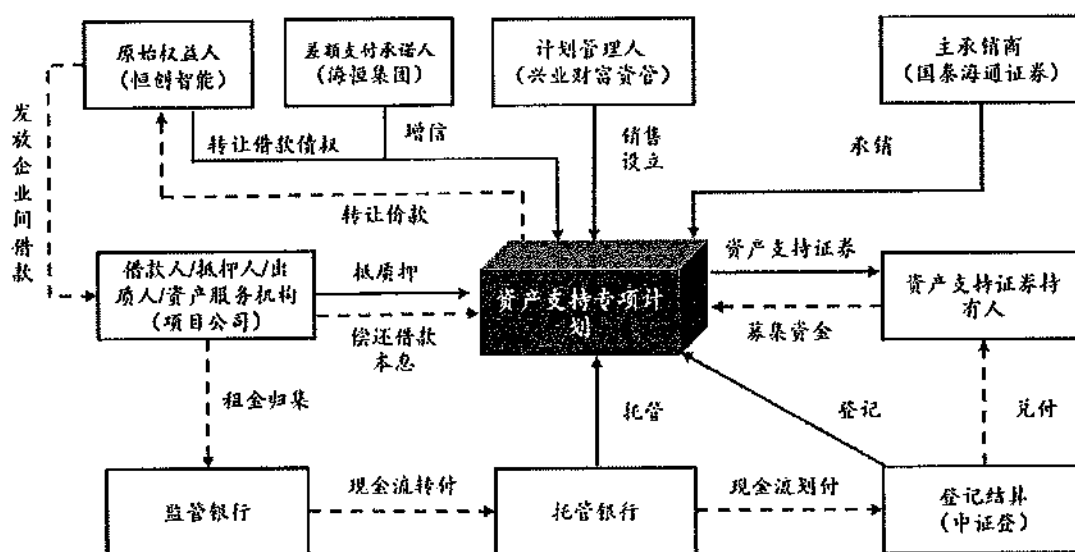 原始权益人
(恒创智能)
差额支付承诺人
(海恒集团)
计划管理人
(兴业财富资管)
主承销商
(国泰海通证券)
发放企业间借款
转让借款债权
增信
销售
设立
承销
转让价款
借款人/抵押人/出
质人/资产服务机构
(项目公司)
抵质押
偿还借款
本息
资产支持专项计
划
资产支持证券
募集资金
资产支持证券持
有人
租金归集
托管
登记
兑付
监管银行
现金流转付
托管银行
现金流划付
登记结算
(中证登)